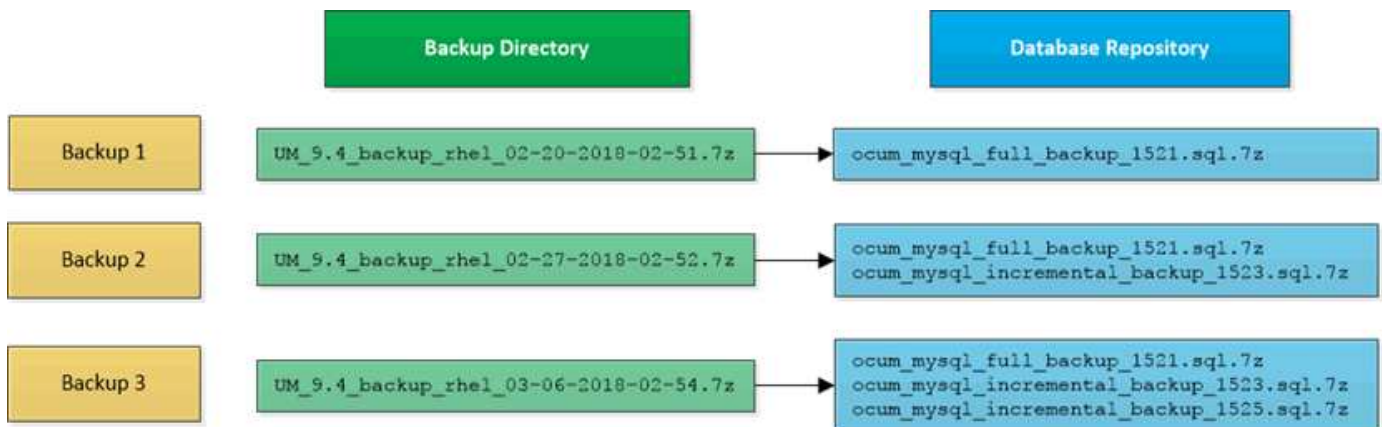 Backup Directory
Database Repository
Backup 1
UM_9.4_backup_rhel_02-20-2018-02-51.7z
ocum_mysql_full_backup_1521.sql.7z
Backup 2
UM_9.4_backup_rhel_02-27-2018-02-52.7z
ocum_mysql_full_backup_1521.sql.7z
ocum_mysql_incremental_backup_1523.sql.7z
Backup 3
UM_9.4_backup_rhel_03-06-2018-02-54.7z
ocum_mysql_full_backup_1521.sql.7z
ocum_mysql_incremental_backup_1523.sql.7z
ocum_mysql_incremental_backup_1525.sql.7z